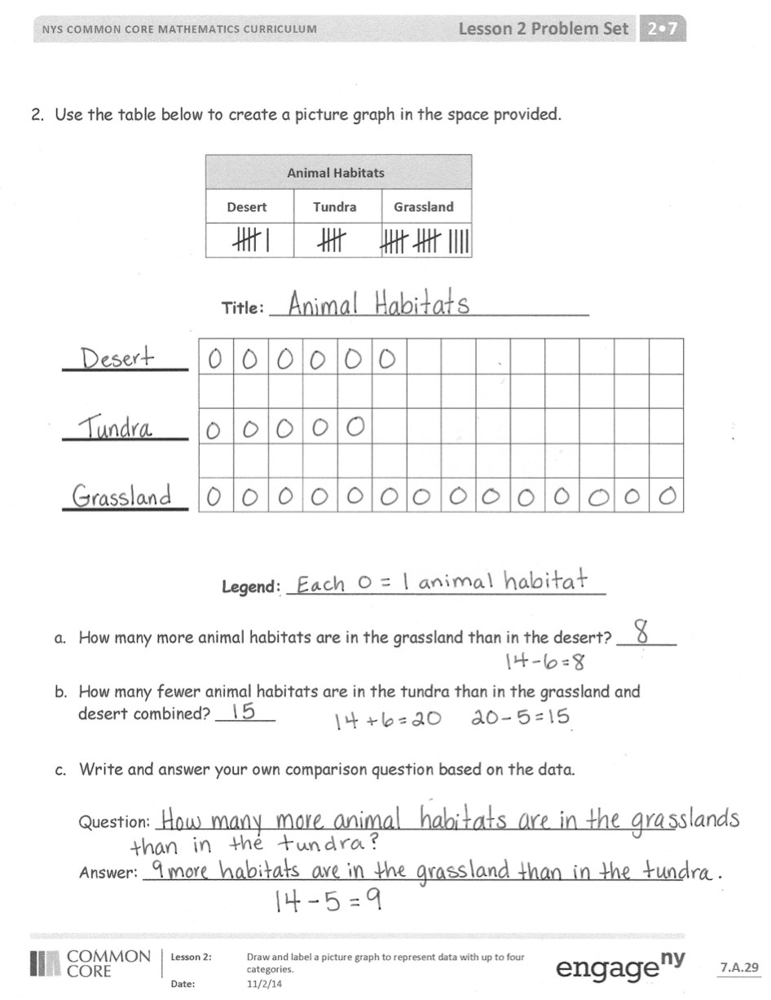 NYS COMMON CORE MATHEMATICS CURRICULUM Lesson 2 Problem Set 2•7
2. Use the table below to create a picture graph in the space provided.
Animal Habitats
Desert Tundra Grassland
Title: Animal Habitats
Desert O O O O O O
Tundra O O O O O
Grassland O O O O O O O O O O O O O O
Legend: Each O = 1 animal habitat
a. How many more animal habitats are in the grassland than in the desert? 8
14-6=8
b. How many fewer animal habitats are in the tundra than in the grassland and
desert combined? 15 14+6=20 20-5=15
c. Write and answer your own comparison question based on the data.
Question: How many more animal habitats are in the grasslands
than in the tundra?
Answer: 9 more habitats are in the grassland than in the tundra.
14-5=9
COMMON CORE
Lesson 2: Draw and label a picture graph to represent data with up to four
categories.
Date: 11/2/14
engage ny
7.A.29